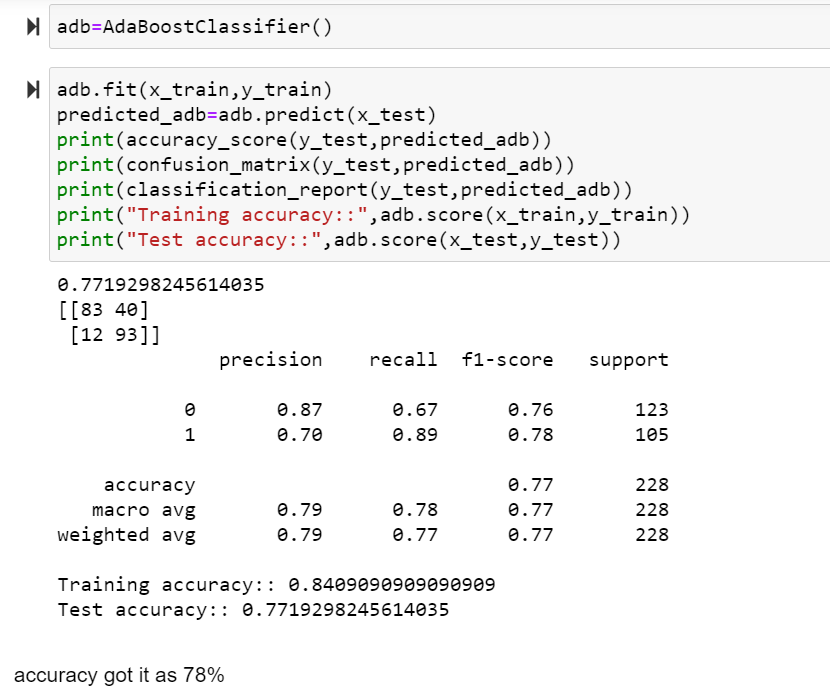 adb=AdaBoostClassifier()
adb.fit(x_train,y_train)
predicted_adb=adb.predict(x_test)
print(accuracy_score(y_test,predicted_adb))
print(confusion_matrix(y_test,predicted_adb))
print(classification_report(y_test,predicted_adb))
print("Training accuracy::",adb.score(x_train,y_train))
print("Test accuracy::",adb.score(x_test,y_test))
0.7719298245614035
[[83 40]
 [12 93]]
              precision    recall  f1-score   support
           0       0.87      0.67      0.76       123
           1       0.70      0.89      0.78       105
    accuracy                           0.77       228
   macro avg       0.79      0.78      0.77       228
weighted avg       0.79      0.77      0.77       228
Training accuracy:: 0.8409090909090909
Test accuracy:: 0.7719298245614035
accuracy got it as 78%